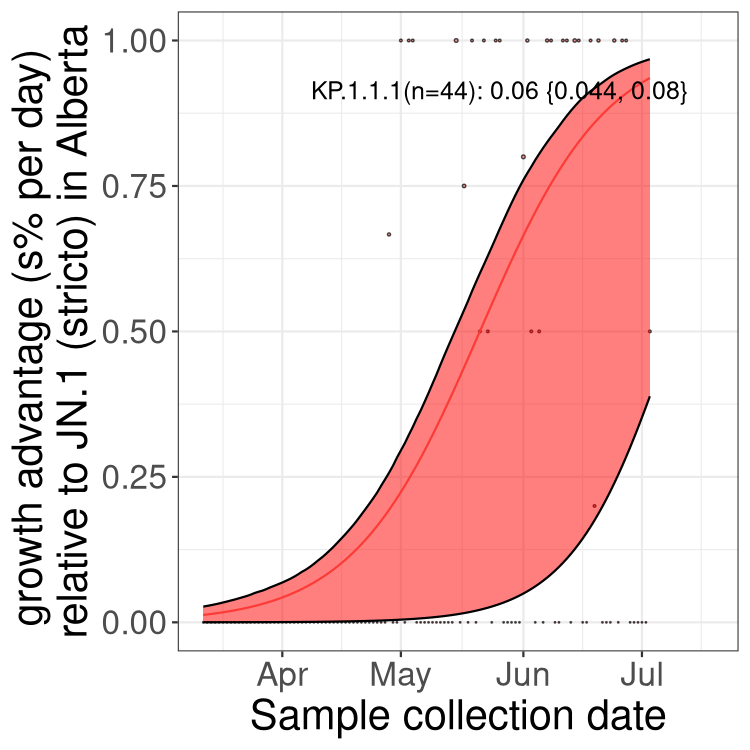 growth advantage (s% per day)
relative to JN.1 (stricto) in Alberta
1.00
0.75
0.50
0.25
0.00
KP.1.1.1(n=44): 0.06 {0.044, 0.08}
Apr May Jun Jul
Sample collection date